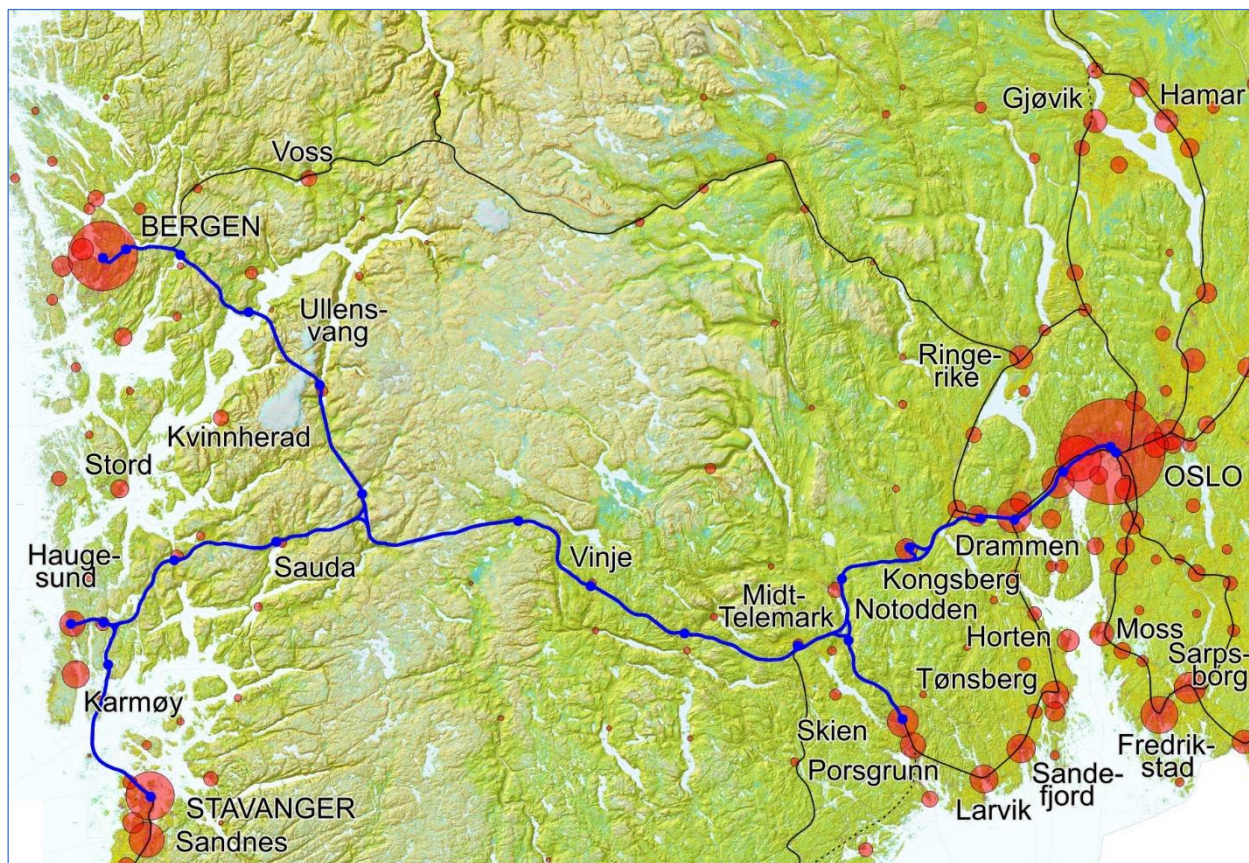 Gjøvik
Hamar
Voss
BERGEN
Ullens-
vang
Ringe-
rike
Kvinnherad
Stord
OSLO
Hauge-
sund
Sauda
Vinje
Drammen
Kongsberg
Midt-
Telemark
Notodden
Horten
Moss
Sarps-
borg
Karmøy
Tønsberg
Skien
Porsgrunn
Fredrik-
stad
Sande-
fjord
Larvik
STAVANGER
Sandnes